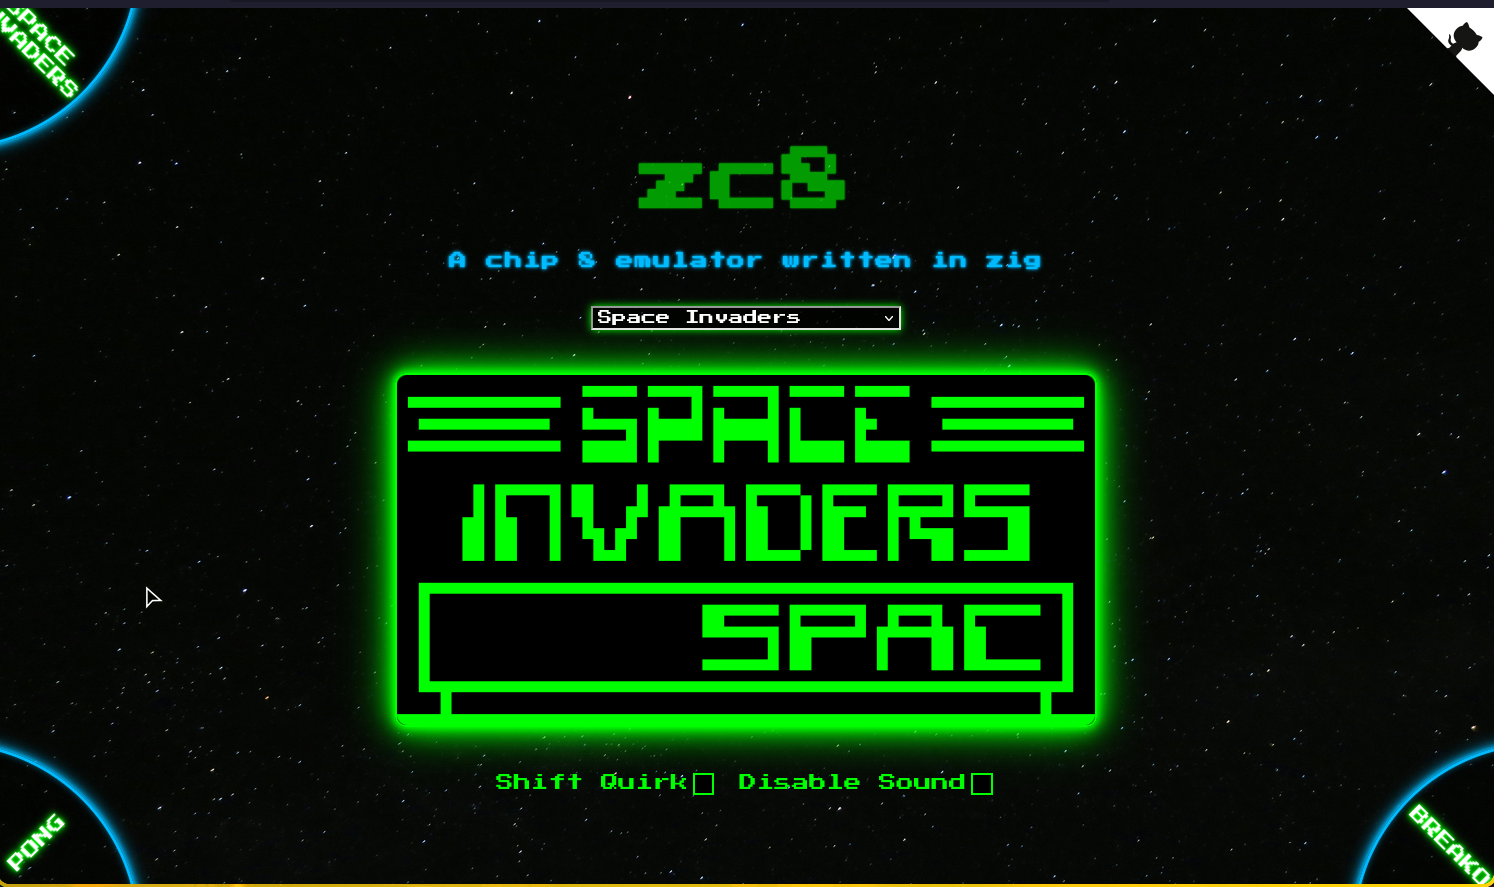 SPACE
INVADERS
zc8
A chip 8 emulator written in zig
Space Invaders
SPACE
INVADERS
SPAC
Shift Quirk Disable Sound
PONG
BREAKO